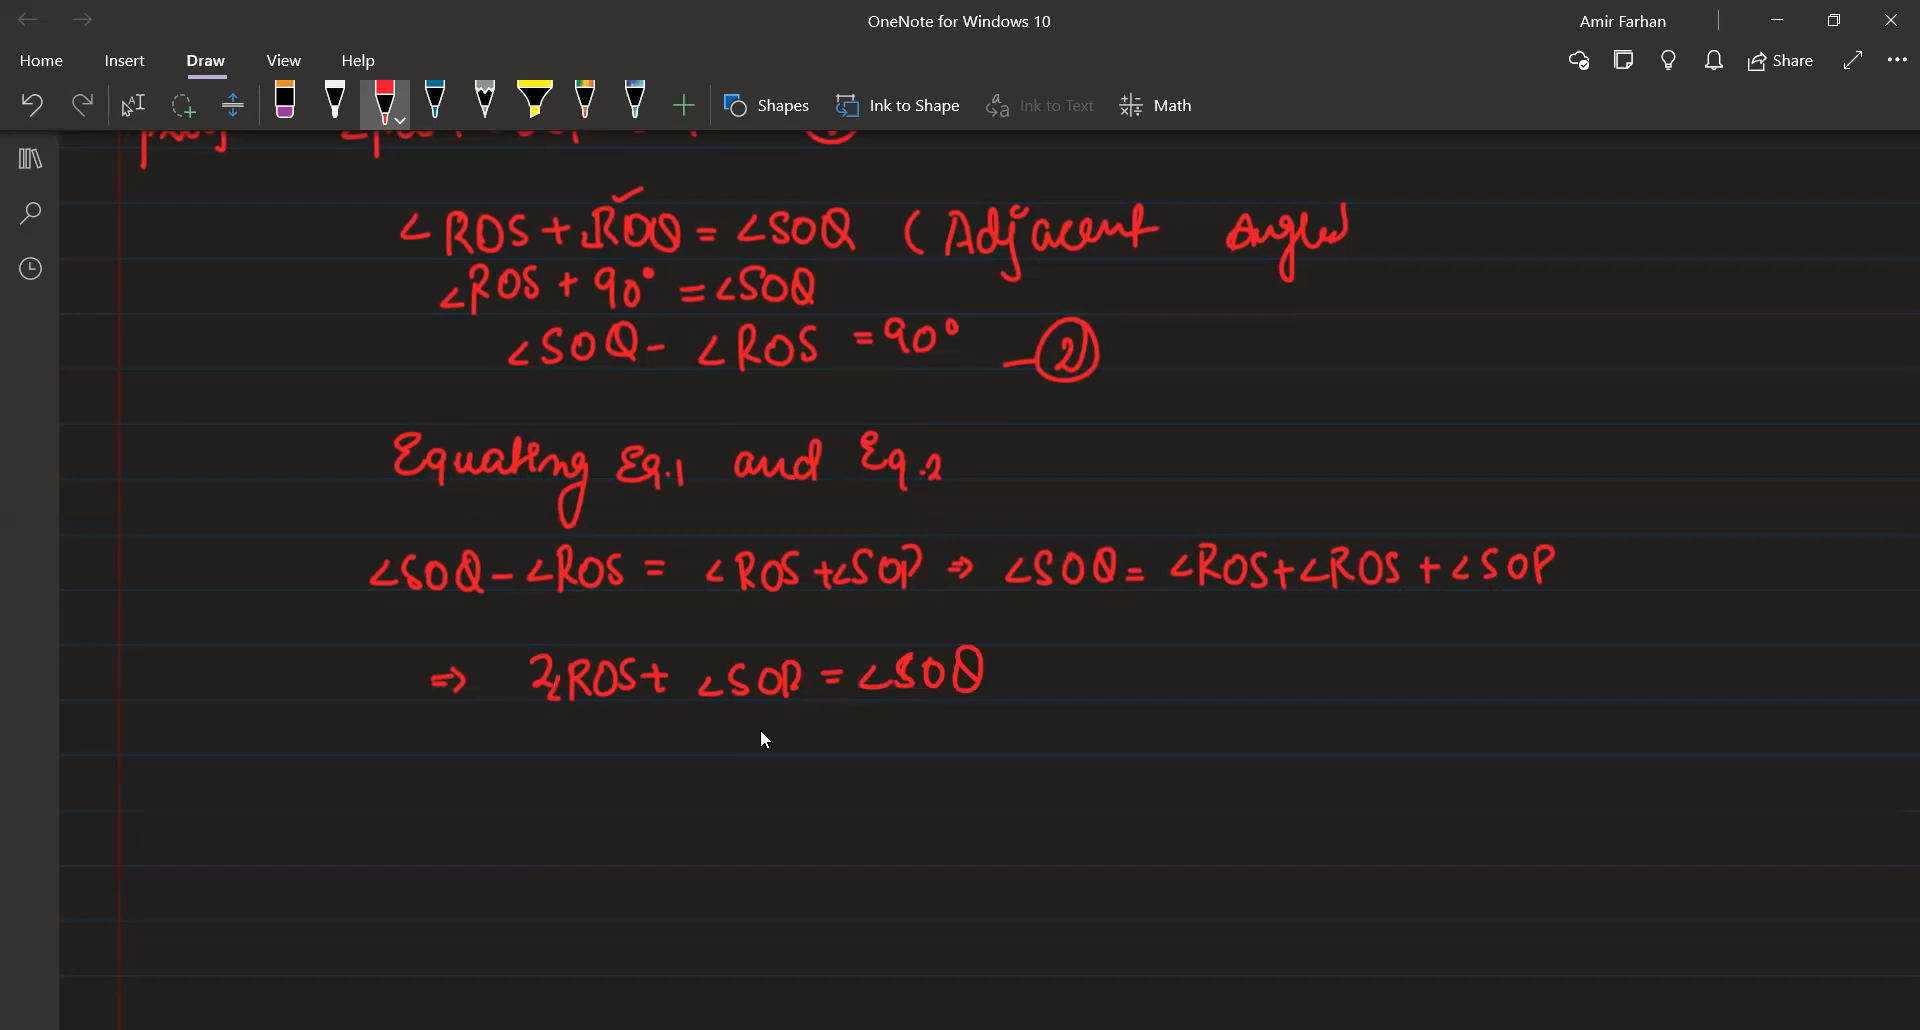 OneNote for Windows 10
Amir Farhan
Home Insert Draw View Help
Share
Shapes Ink to Shape Ink to Text Math
∠ROS + ROQ = ∠SOQ (Adjacent Angles
∠ROS + 90° = ∠SOQ
∠SOQ - ∠ROS = 90° —②
Equating Eq.1 and Eq.2
∠SOQ - ∠ROS = ∠ROS + ∠SOP ⇒ ∠SOQ = ∠ROS + ∠ROS + ∠SOP
⇒ 2∠ROS + ∠SOP = ∠SOQ